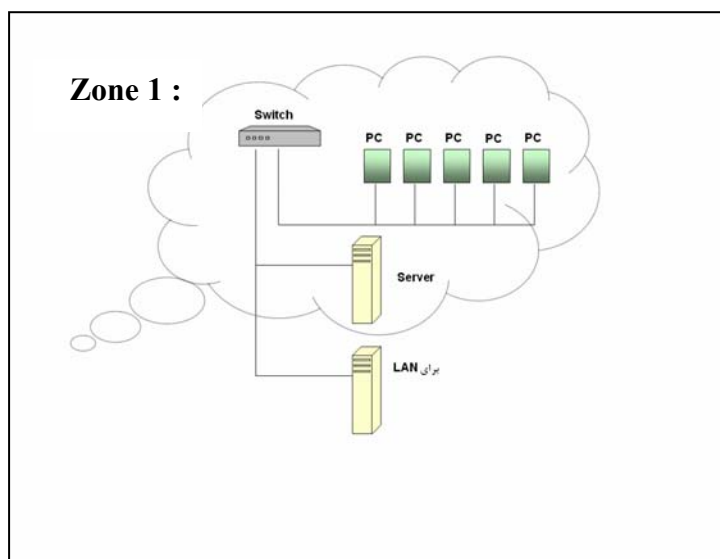 Zone 1 :
Switch
PC PC PC PC PC
Server
برای LAN